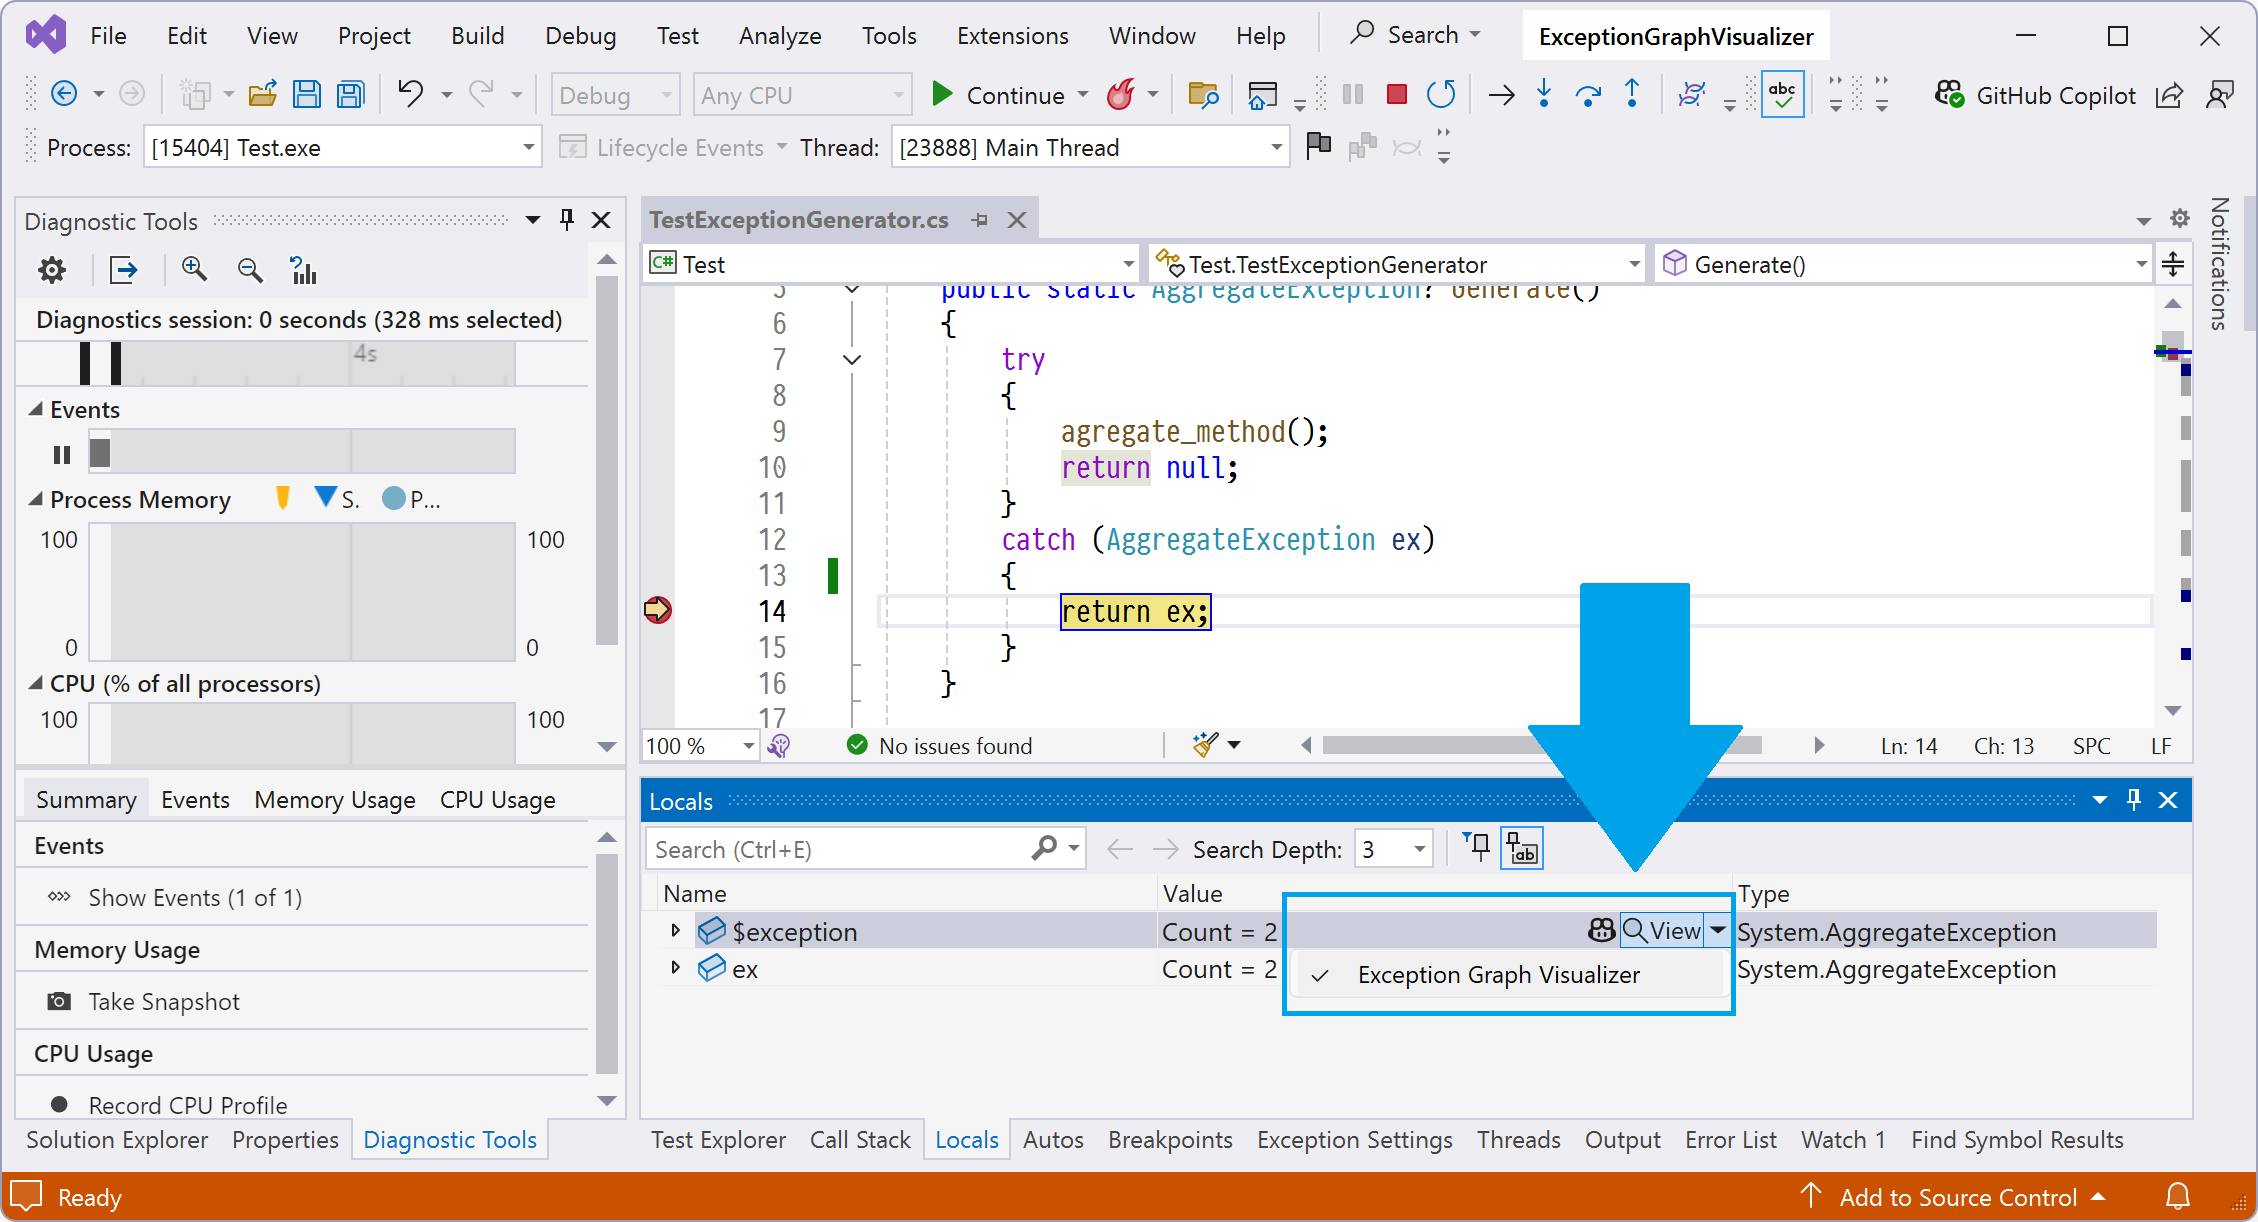 File Edit View Project Build Debug Test Analyze Tools Extensions Window Help Search ExceptionGraphVisualizer
Debug Any CPU Continue abc GitHub Copilot
Process: [15404] Test.exe Lifecycle Events Thread: [23888] Main Thread
Diagnostic Tools
Diagnostics session: 0 seconds (328 ms selected)
4s
Events
Process Memory S. P...
100 100
0 0
CPU (% of all processors)
100 100
Summary Events Memory Usage CPU Usage
Events
Show Events (1 of 1)
Memory Usage
Take Snapshot
CPU Usage
Record CPU Profile
Solution Explorer Properties Diagnostic Tools
TestExceptionGenerator.cs
C# Test Test.TestExceptionGenerator Generate()
5 public static AggregateException? Generate()
6 {
7 try
8 {
9 agregate_method();
10 return null;
11 }
12 catch (AggregateException ex)
13 {
14 return ex;
15 }
16 }
17
100 % No issues found Ln: 14 Ch: 13 SPC LF
Locals
Search (Ctrl+E) Search Depth: 3 ab
Name Value Type
$exception Count = 2 View System.AggregateException
ex Count = 2 System.AggregateException
Exception Graph Visualizer
Test Explorer Call Stack Locals Autos Breakpoints Exception Settings Threads Output Error List Watch 1 Find Symbol Results
Notifications
Ready Add to Source Control